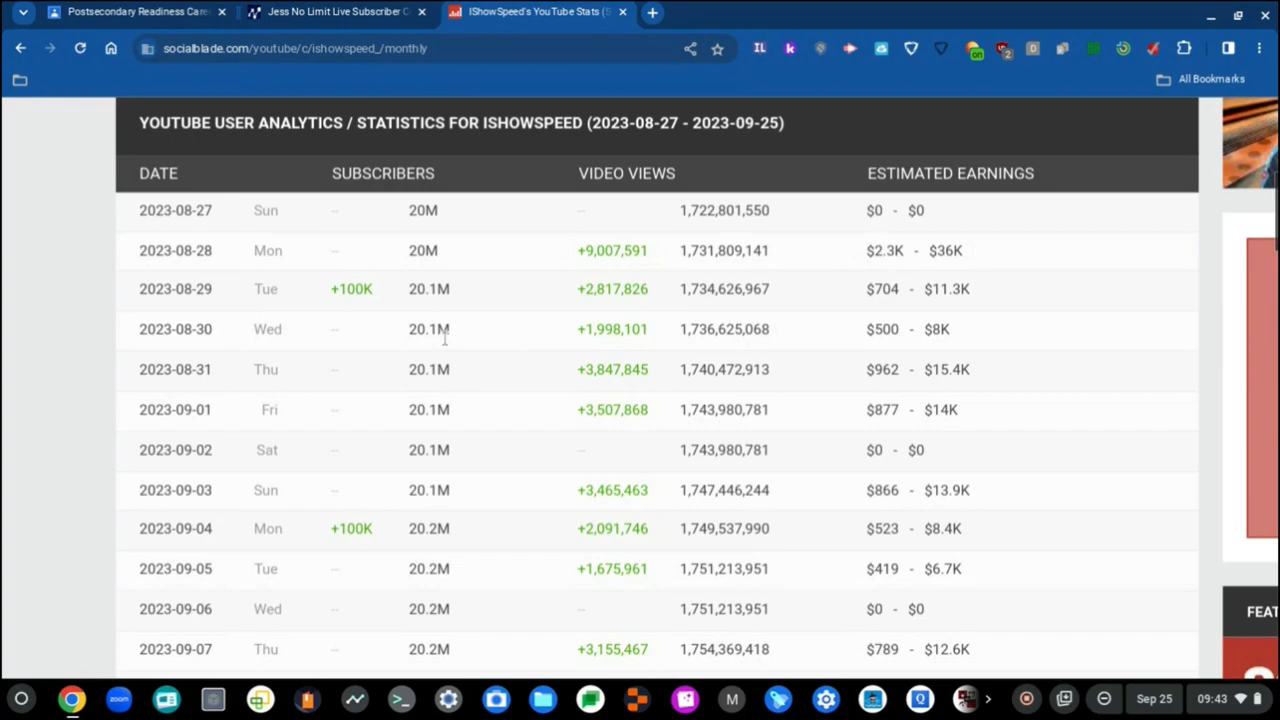 Postsecondary Readiness Care
Jess No Limit Live Subscriber C
IShowSpeed's YouTube Stats (S
socialblade.com/youtube/c/ishowspeed_/monthly
All Bookmarks
YOUTUBE USER ANALYTICS / STATISTICS FOR ISHOWSPEED (2023-08-27 - 2023-09-25)
DATE SUBSCRIBERS VIDEO VIEWS ESTIMATED EARNINGS
2023-08-27 Sun -- 20M -- 1,722,801,550 $0 - $0
2023-08-28 Mon -- 20M +9,007,591 1,731,809,141 $2.3K - $36K
2023-08-29 Tue +100K 20.1M +2,817,826 1,734,626,967 $704 - $11.3K
2023-08-30 Wed -- 20.1M +1,998,101 1,736,625,068 $500 - $8K
2023-08-31 Thu -- 20.1M +3,847,845 1,740,472,913 $962 - $15.4K
2023-09-01 Fri -- 20.1M +3,507,868 1,743,980,781 $877 - $14K
2023-09-02 Sat -- 20.1M -- 1,743,980,781 $0 - $0
2023-09-03 Sun -- 20.1M +3,465,463 1,747,446,244 $866 - $13.9K
2023-09-04 Mon +100K 20.2M +2,091,746 1,749,537,990 $523 - $8.4K
2023-09-05 Tue -- 20.2M +1,675,961 1,751,213,951 $419 - $6.7K
2023-09-06 Wed -- 20.2M -- 1,751,213,951 $0 - $0
2023-09-07 Thu -- 20.2M +3,155,467 1,754,369,418 $789 - $12.6K
FEAT
zoom
M
Q
Sep 25
09:43